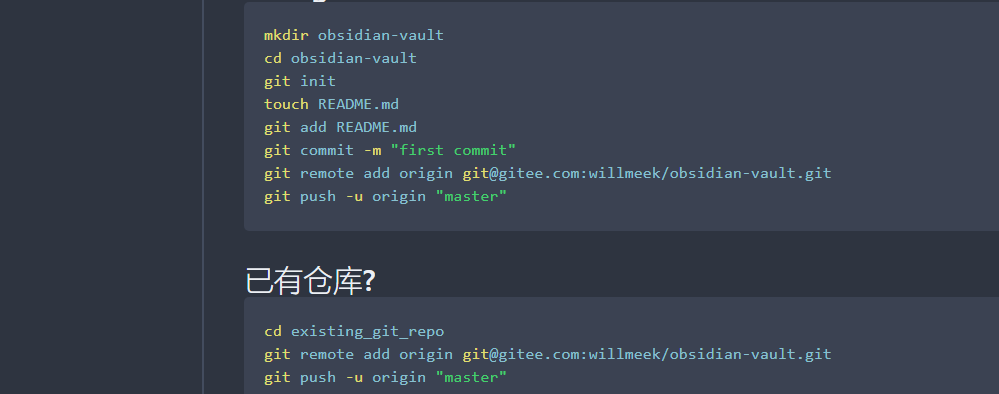 mkdir obsidian-vault
cd obsidian-vault
git init
touch README.md
git add README.md
git commit -m "first commit"
git remote add origin git@gitee.com:willmeek/obsidian-vault.git
git push -u origin "master"
已有仓库?
cd existing_git_repo
git remote add origin git@gitee.com:willmeek/obsidian-vault.git
git push -u origin "master"